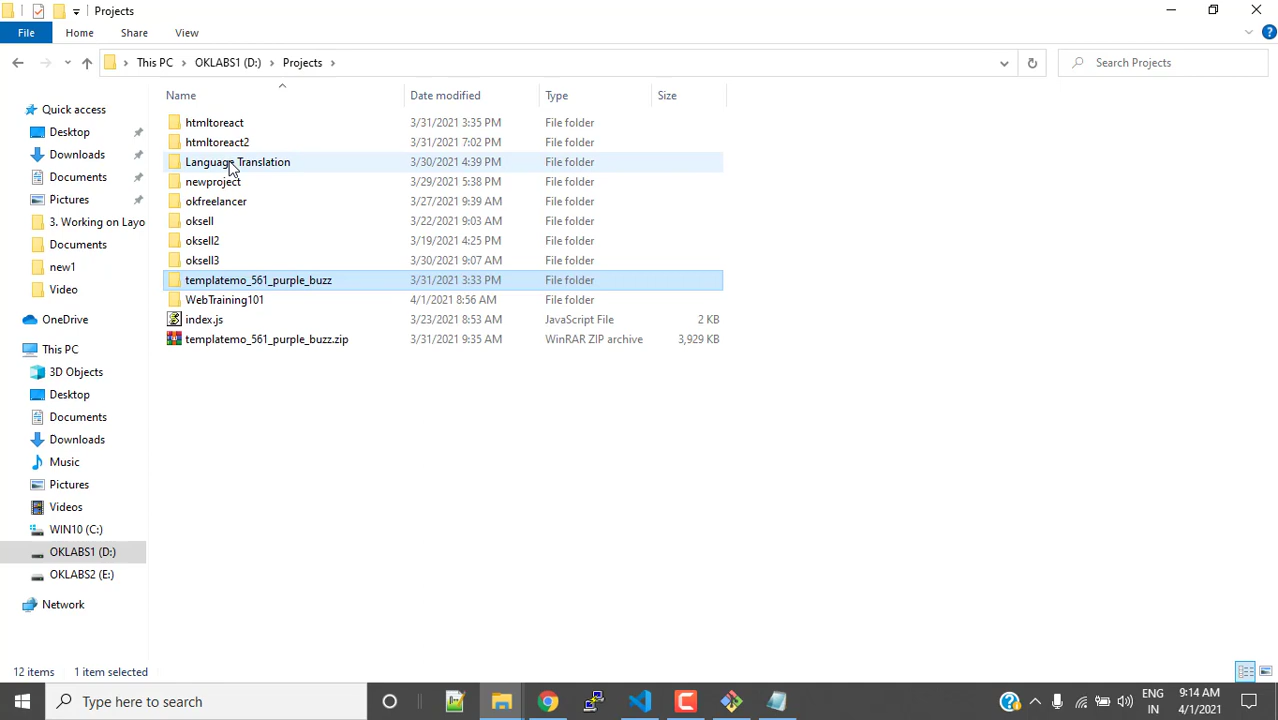 Projects
File Home Share View
This PC OKLABS1 (D:) Projects Search Projects
Name Date modified Type Size
Quick access
Desktop
Downloads
Documents
Pictures
3. Working on Layo
Documents
new1
Video
OneDrive
This PC
3D Objects
Desktop
Documents
Downloads
Music
Pictures
Videos
WIN10 (C:)
OKLABS1 (D:)
OKLABS2 (E:)
Network
htmltoreact 3/31/2021 3:35 PM File folder
htmltoreact2 3/31/2021 7:02 PM File folder
Language Translation 3/30/2021 4:39 PM File folder
newproject 3/29/2021 5:38 PM File folder
okfreelancer 3/27/2021 9:39 AM File folder
oksell 3/22/2021 9:03 AM File folder
oksell2 3/19/2021 4:25 PM File folder
oksell3 3/30/2021 9:07 AM File folder
templatemo_561_purple_buzz 3/31/2021 3:33 PM File folder
WebTraining101 4/1/2021 8:56 AM File folder
index.js 3/23/2021 8:53 AM JavaScript File 2 KB
templatemo_561_purple_buzz.zip 3/31/2021 9:35 AM WinRAR ZIP archive 3,929 KB
12 items 1 item selected
Type here to search
ENG
IN
9:14 AM
4/1/2021